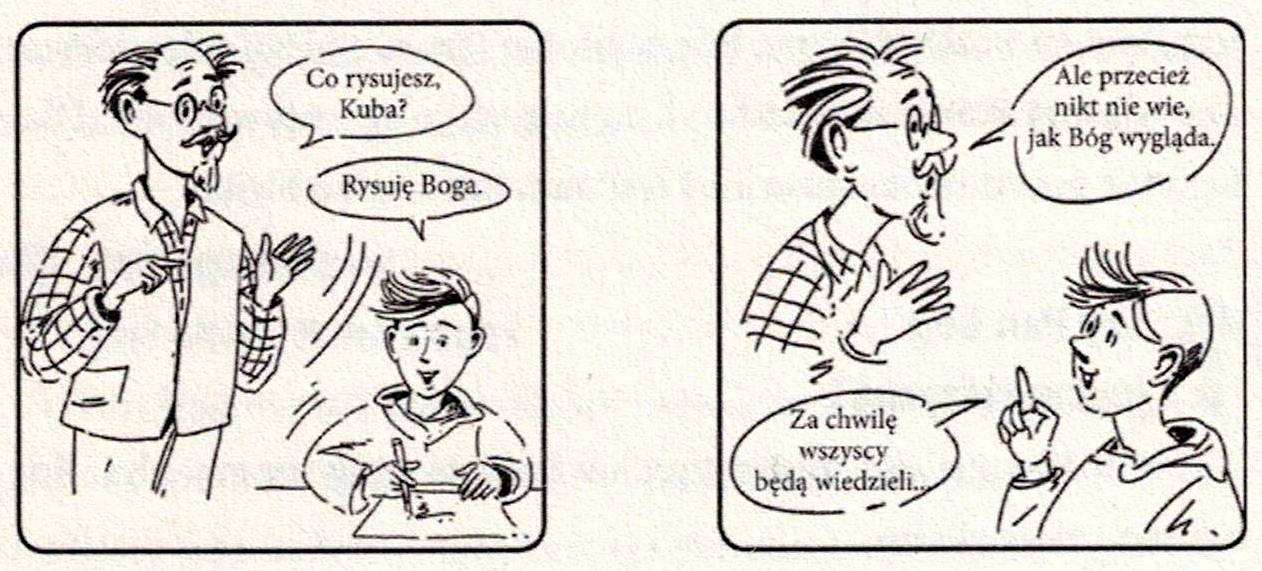 Co rysujesz,
Kuba?
Rysuję Boga.
Ale przecież
nikt nie wie,
jak Bóg wygląda.
Za chwilę
wszyscy
będą wiedzieli...